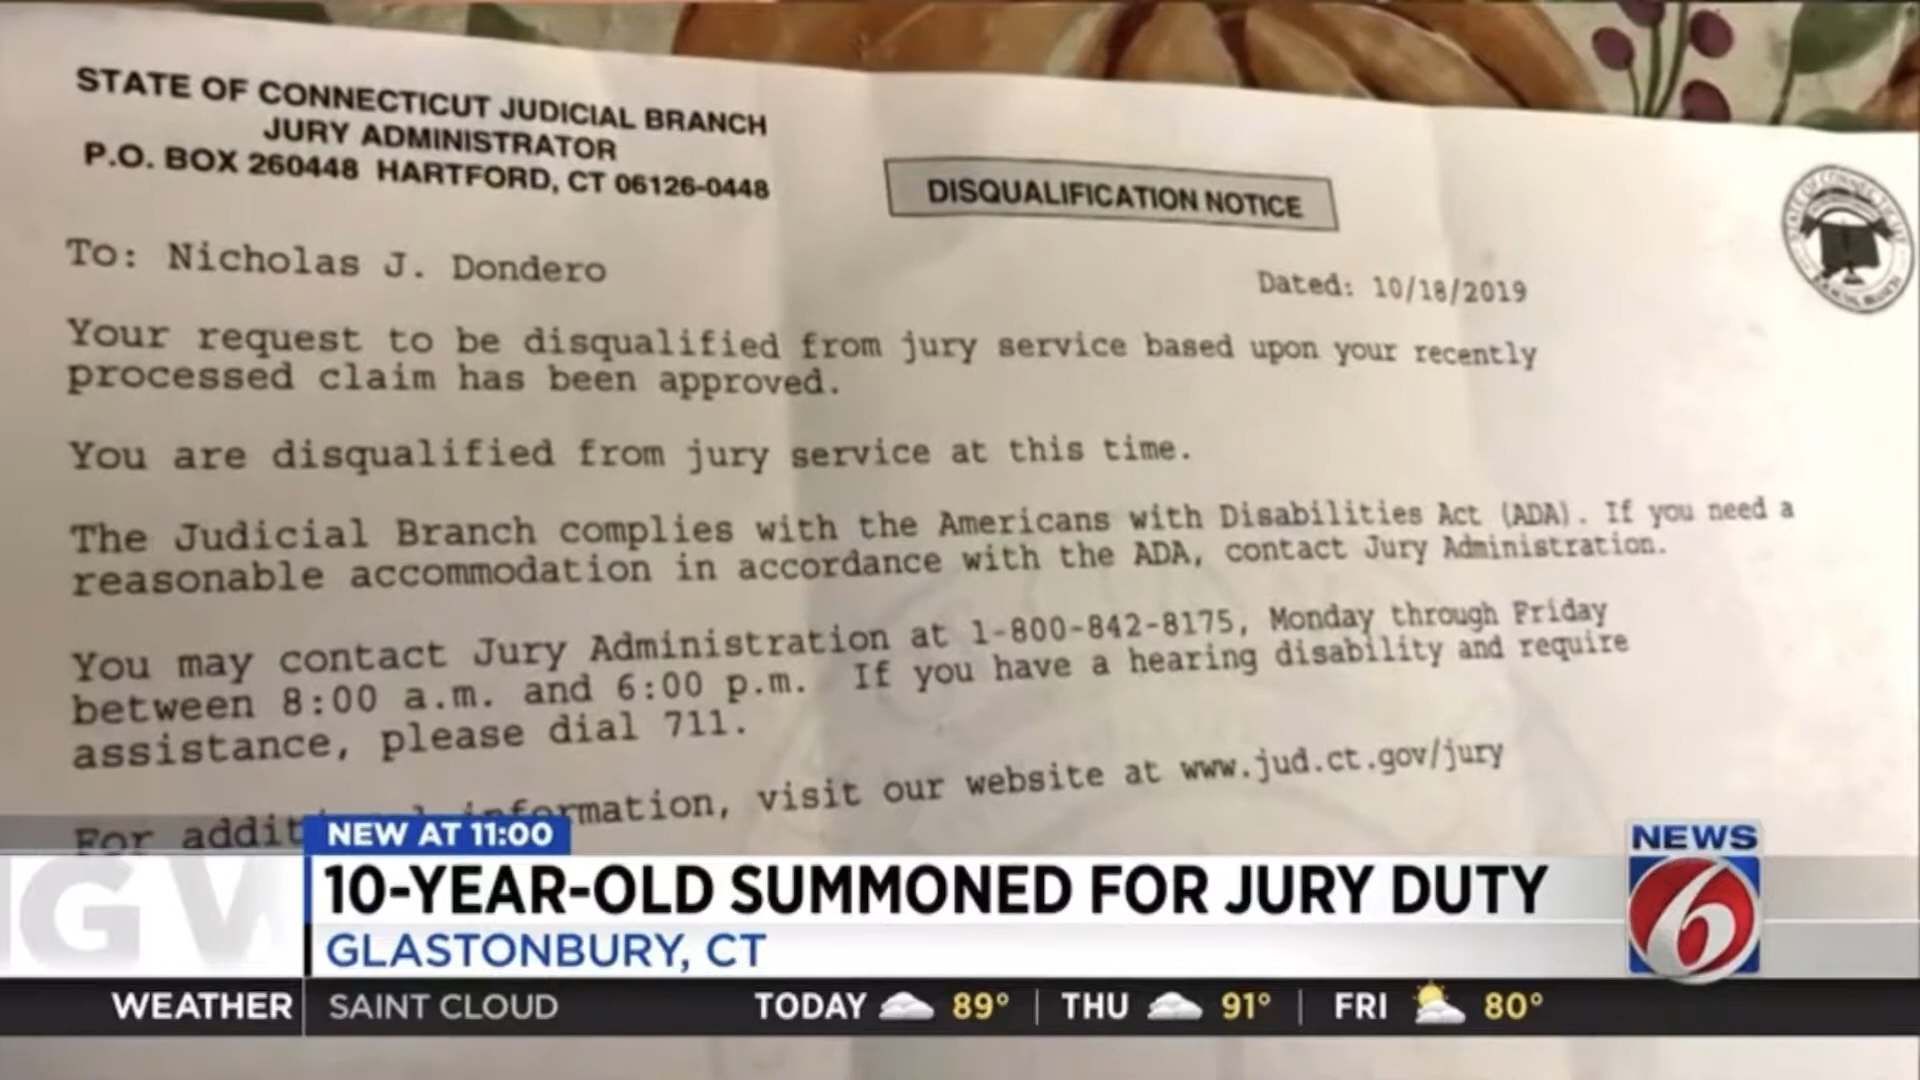 STATE OF CONNECTICUT JUDICIAL BRANCH
JURY ADMINISTRATOR
P.O. BOX 260448 HARTFORD, CT 06126-0448
DISQUALIFICATION NOTICE
To: Nicholas J. Dondero
Dated: 10/18/2019
Your request to be disqualified from jury service based upon your recently
processed claim has been approved.
You are disqualified from jury service at this time.
The Judicial Branch complies with the Americans with Disabilities Act (ADA). If you need a
reasonable accommodation in accordance with the ADA, contact Jury Administration.
You may contact Jury Administration at 1-800-842-8175, Monday through Friday
between 8:00 a.m. and 6:00 p.m. If you have a hearing disability and require
assistance, please dial 711.
For additional information, visit our website at www.jud.ct.gov/jury
NEW AT 11:00
10-YEAR-OLD SUMMONED FOR JURY DUTY
GLASTONBURY, CT
NEWS
6
WEATHER SAINT CLOUD TODAY 89° THU 91° FRI 80°